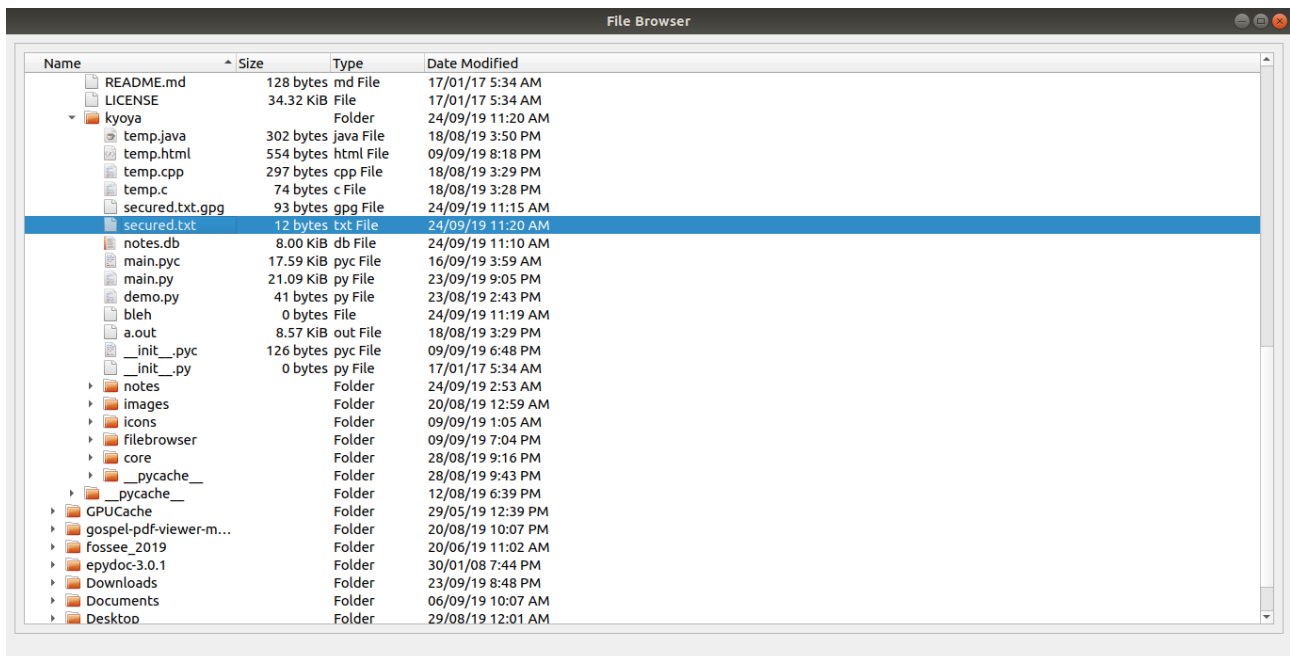 File Browser
Name Size Type Date Modified
README.md 128 bytes md File 17/01/17 5:34 AM
LICENSE 34.32 KiB File 17/01/17 5:34 AM
kyoya Folder 24/09/19 11:20 AM
temp.java 302 bytes java File 18/08/19 3:50 PM
temp.html 554 bytes html File 09/09/19 8:18 PM
temp.cpp 297 bytes cpp File 18/08/19 3:29 PM
temp.c 74 bytes c File 18/08/19 3:28 PM
secured.txt.gpg 93 bytes gpg File 24/09/19 11:15 AM
secured.txt 12 bytes txt File 24/09/19 11:20 AM
notes.db 8.00 KiB db File 24/09/19 11:10 AM
main.pyc 17.59 KiB pyc File 16/09/19 3:59 AM
main.py 21.09 KiB py File 23/09/19 9:05 PM
demo.py 41 bytes py File 23/08/19 2:43 PM
bleh 0 bytes File 24/09/19 11:19 AM
a.out 8.57 KiB out File 18/08/19 3:29 PM
__init__.pyc 126 bytes pyc File 09/09/19 6:48 PM
__init__.py 0 bytes py File 17/01/17 5:34 AM
notes Folder 24/09/19 2:53 AM
images Folder 20/08/19 12:59 AM
icons Folder 09/09/19 1:05 AM
filebrowser Folder 09/09/19 7:04 PM
core Folder 28/08/19 9:16 PM
__pycache__ Folder 28/08/19 9:43 PM
__pycache__ Folder 12/08/19 6:39 PM
GPUCache Folder 29/05/19 12:39 PM
gospel-pdf-viewer-m... Folder 20/08/19 10:07 PM
fossee_2019 Folder 20/06/19 11:02 AM
epydoc-3.0.1 Folder 30/01/08 7:44 PM
Downloads Folder 23/09/19 8:48 PM
Documents Folder 06/09/19 10:07 AM
Desktop Folder 29/08/19 12:01 AM